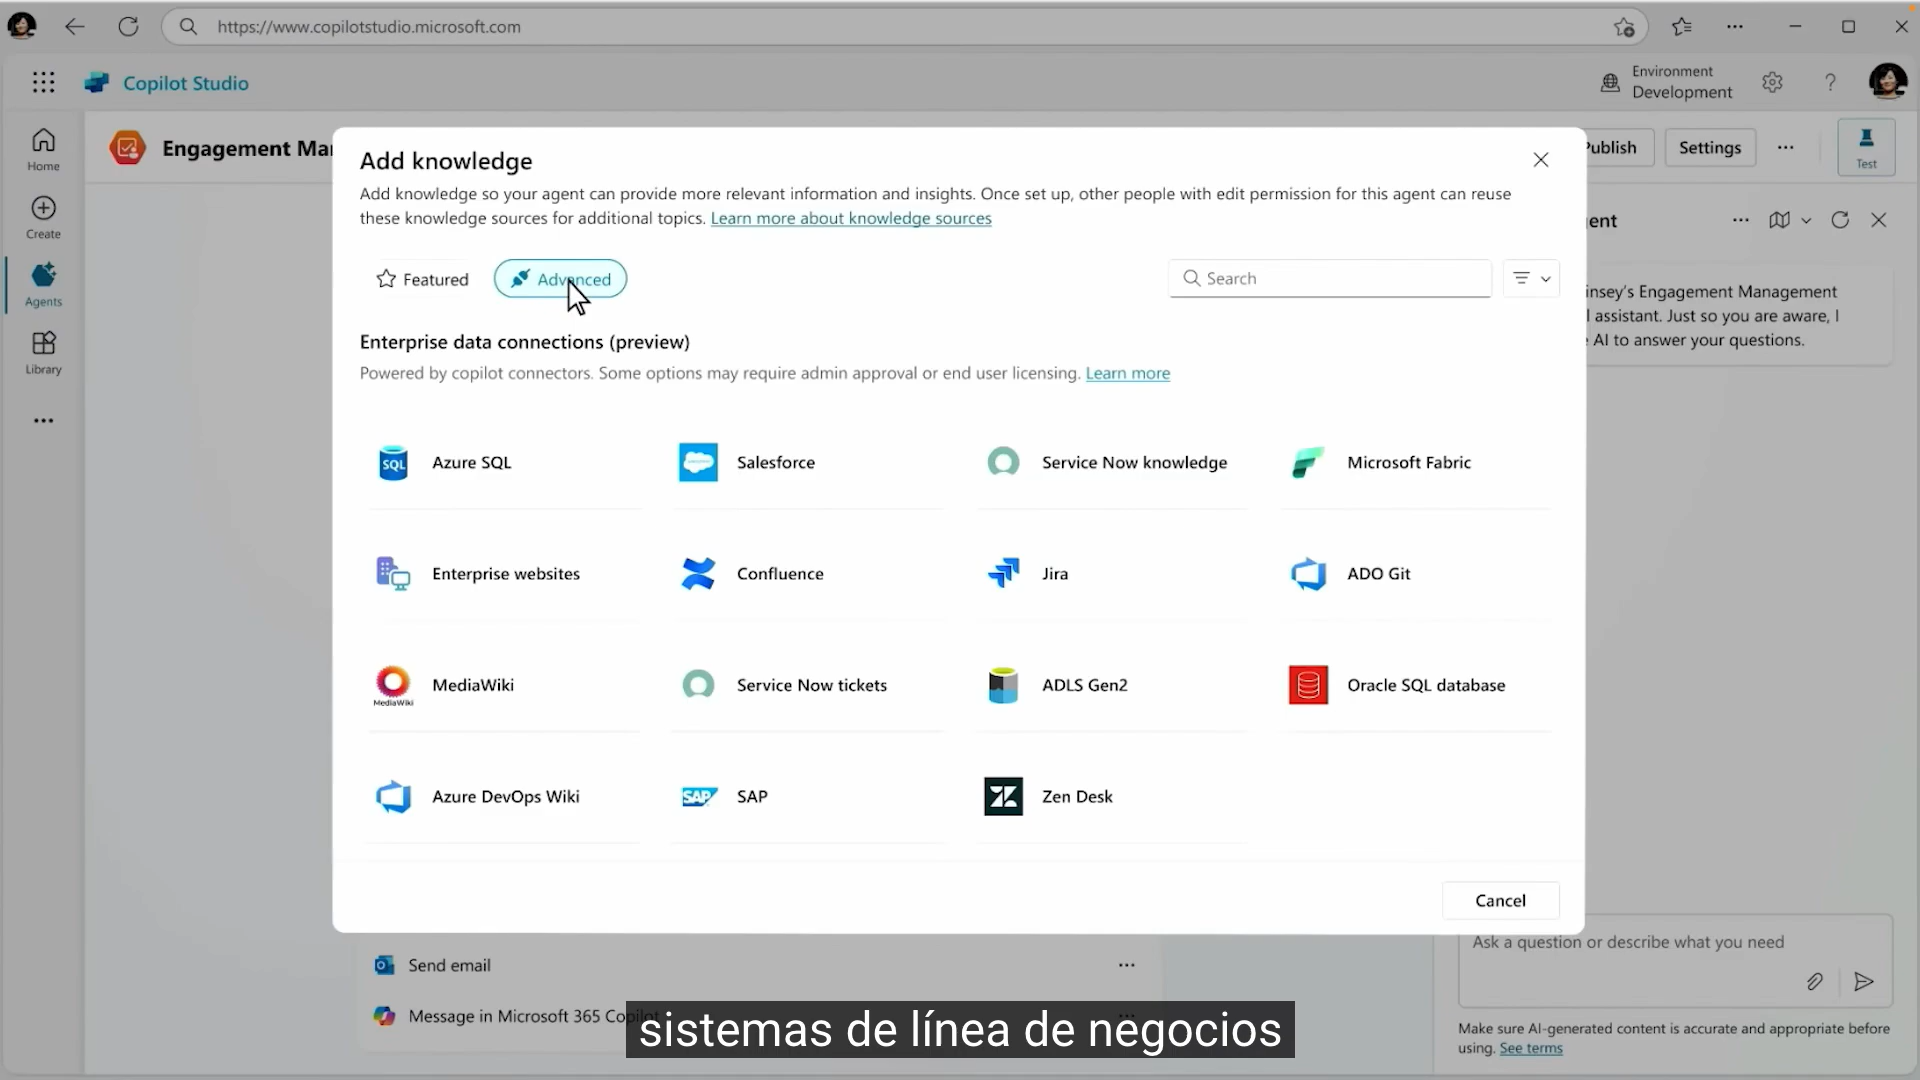 https://www.copilotstudio.microsoft.com
Copilot Studio
Environment
Development
Home
Create
Agents
Library
Engagement Ma
Publish
Settings
Test
Add knowledge
Add knowledge so your agent can provide more relevant information and insights. Once set up, other people with edit permission for this agent can reuse
these knowledge sources for additional topics. Learn more about knowledge sources
Featured
Advanced
Search
Enterprise data connections (preview)
Powered by copilot connectors. Some options may require admin approval or end user licensing. Learn more
Azure SQL
Salesforce
Service Now knowledge
Microsoft Fabric
Enterprise websites
Confluence
Jira
ADO Git
MediaWiki
MediaWiki
Service Now tickets
ADLS Gen2
Oracle SQL database
Azure DevOps Wiki
SAP
SAP
Zen Desk
Cancel
ent
insey's Engagement Management
assistant. Just so you are aware, I
AI to answer your questions.
Send email
Message in Microsoft 365 Copilot
Ask a question or describe what you need
Make sure AI-generated content is accurate and appropriate before
using. See terms
sistemas de línea de negocios